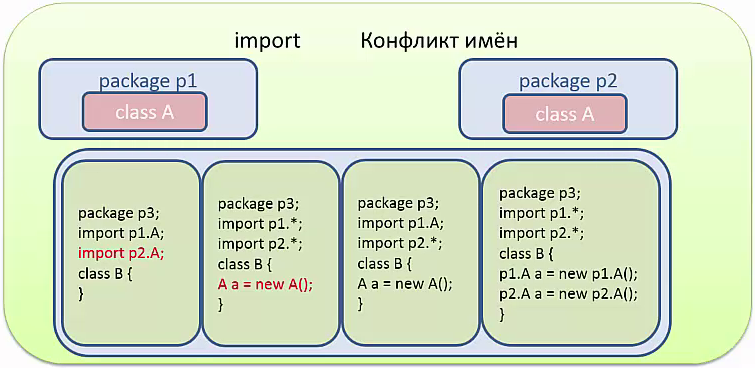 import Конфликт имён
package p1
class A
package p2
class A
package p3;
import p1.A;
import p2.A;
class B {
}
package p3;
import p1.*;
import p2.*;
class B {
A a = new A();
}
package p3;
import p1.A;
import p2.*;
class B {
A a = new A();
}
package p3;
import p1.*;
import p2.*;
class B {
p1.A a = new p1.A();
p2.A a = new p2.A();
}